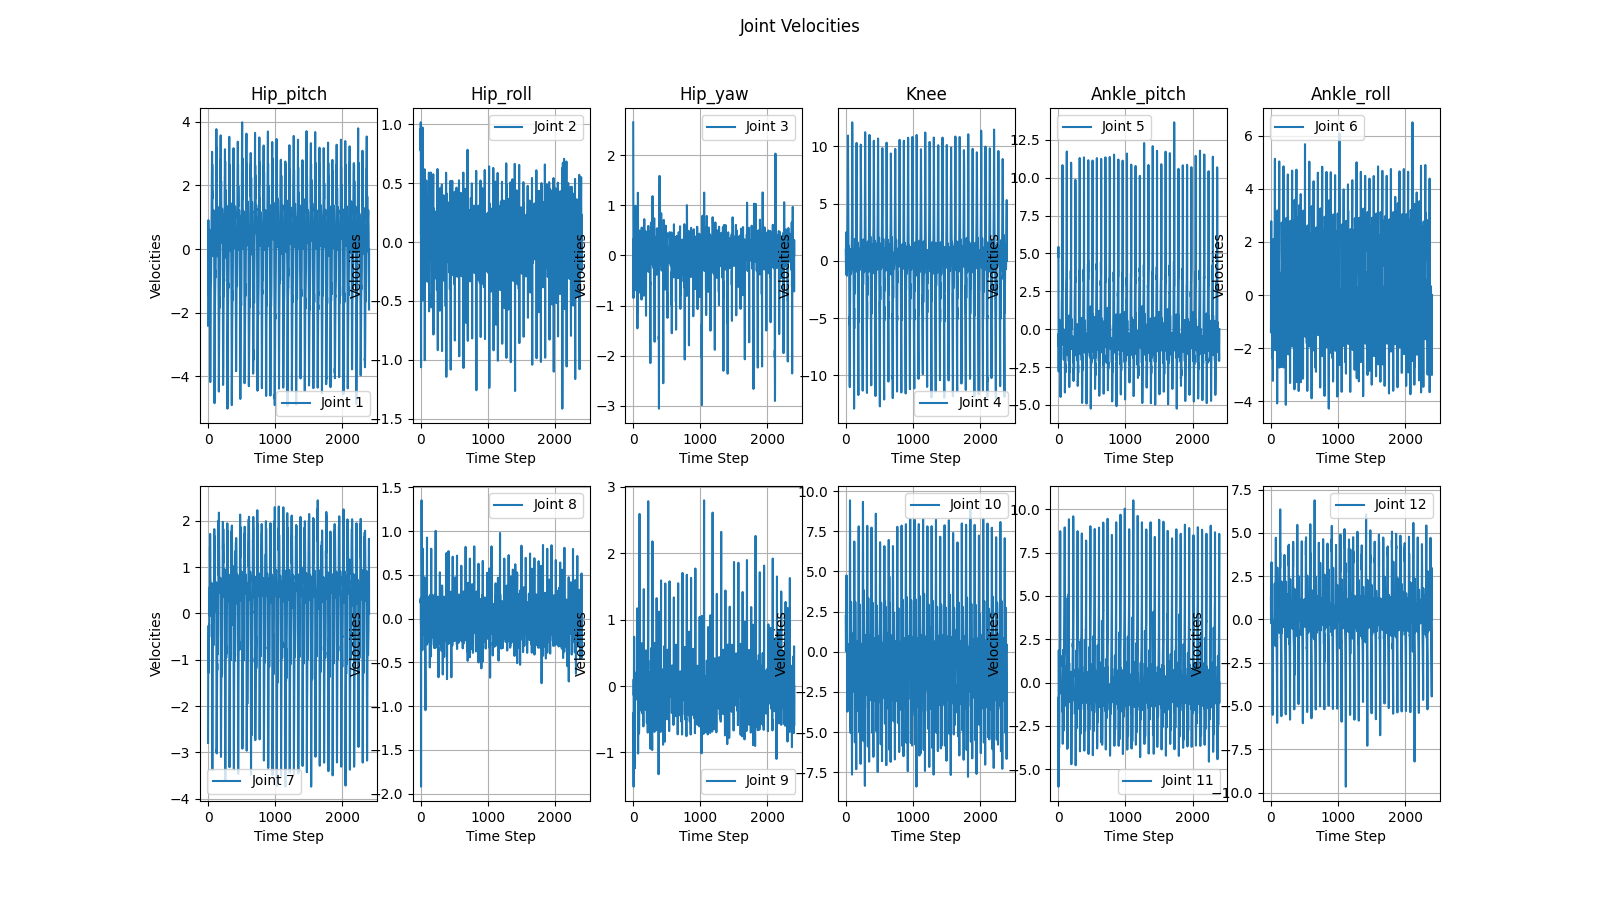 Joint Velocities
Hip_pitch Hip_roll Hip_yaw Knee Ankle_pitch Ankle_roll
Velocities
4
2
0
−2
−4
Joint 1
0 1000 2000
Time Step
Velocities
1.0
0.5
0.0
−0.5
−1.0
−1.5
Joint 2
0 1000 2000
Time Step
Velocities
2
1
0
−1
−2
−3
Joint 3
0 1000 2000
Time Step
Velocities
10
5
0
−5
−10
Joint 4
0 1000 2000
Time Step
Velocities
12.5
10.0
7.5
5.0
2.5
0.0
−2.5
−5.0
Joint 5
0 1000 2000
Time Step
Velocities
6
4
2
0
−2
−4
Joint 6
0 1000 2000
Time Step
Velocities
2
1
0
−1
−2
−3
−4
Joint 7
0 1000 2000
Time Step
Velocities
1.5
1.0
0.5
0.0
−0.5
−1.0
−1.5
−2.0
Joint 8
0 1000 2000
Time Step
Velocities
3
2
1
0
−1
Joint 9
0 1000 2000
Time Step
Velocities
10.0
7.5
5.0
2.5
0.0
−2.5
−5.0
−7.5
Joint 10
0 1000 2000
Time Step
Velocities
10.0
7.5
5.0
2.5
0.0
−2.5
−5.0
Joint 11
0 1000 2000
Time Step
Velocities
7.5
5.0
2.5
0.0
−2.5
−5.0
−7.5
−10.0
Joint 12
0 1000 2000
Time Step